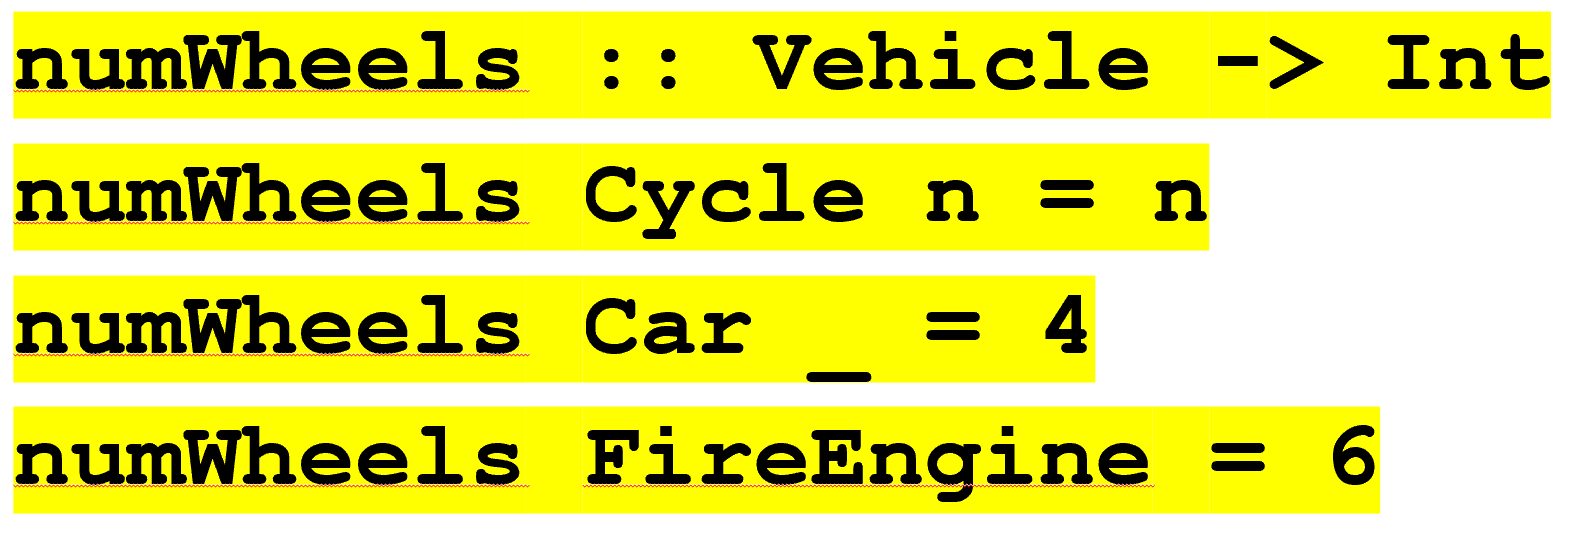 numWheels :: Vehicle -> Int
numWheels Cycle n = n
numWheels Car _ = 4
numWheels FireEngine = 6